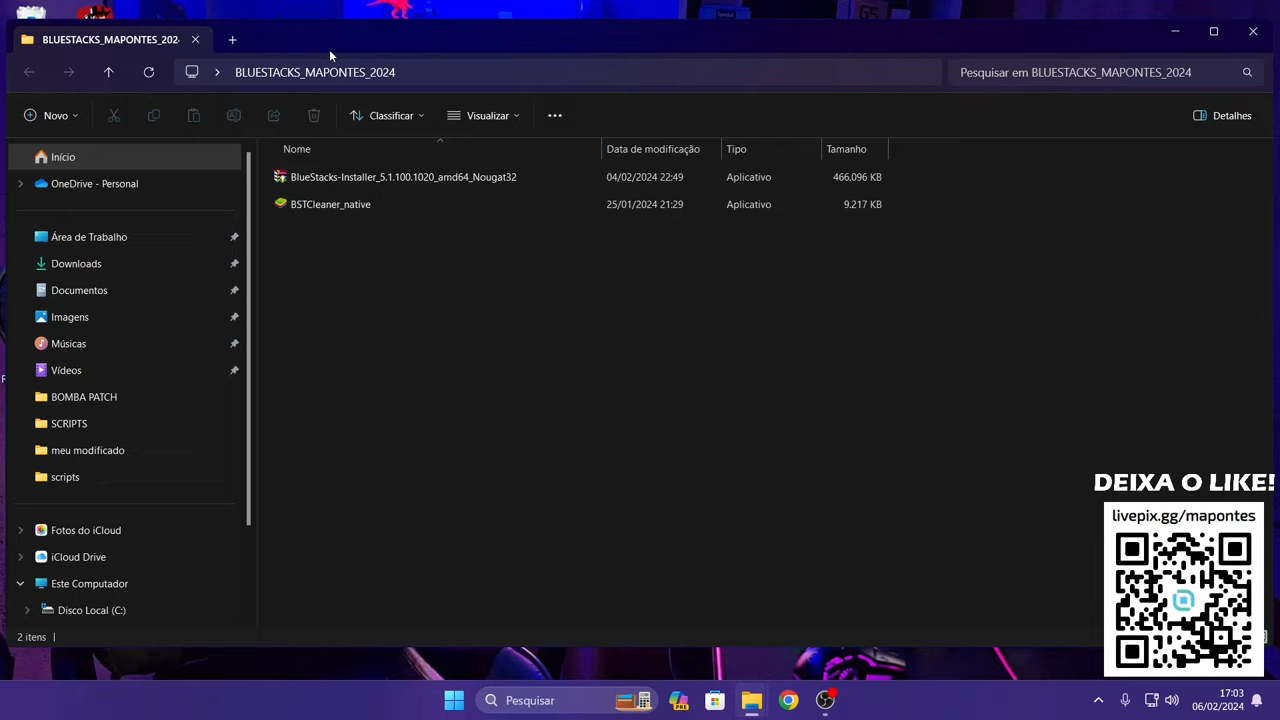 BLUESTACKS_MAPONTES_202
BLUESTACKS_MAPONTES_2024
Pesquisar em BLUESTACKS_MAPONTES_2024
Novo
Classificar
Visualizar
Detalhes
Nome
Data de modificação
Tipo
Tamanho
BlueStacks-Installer_5.1.100.1020_amd64_Nougat32
04/02/2024 22:49
Aplicativo
466.096 KB
BSTCleaner_native
25/01/2024 21:29
Aplicativo
9.217 KB
Início
OneDrive - Personal
Área de Trabalho
Downloads
Documentos
Imagens
Músicas
Vídeos
BOMBA PATCH
SCRIPTS
meu modificado
scripts
Fotos do iCloud
iCloud Drive
Este Computador
Disco Local (C:)
2 itens
DEIXA O LIKE!
livepix.gg/mapontes
Pesquisar
17:03
06/02/2024